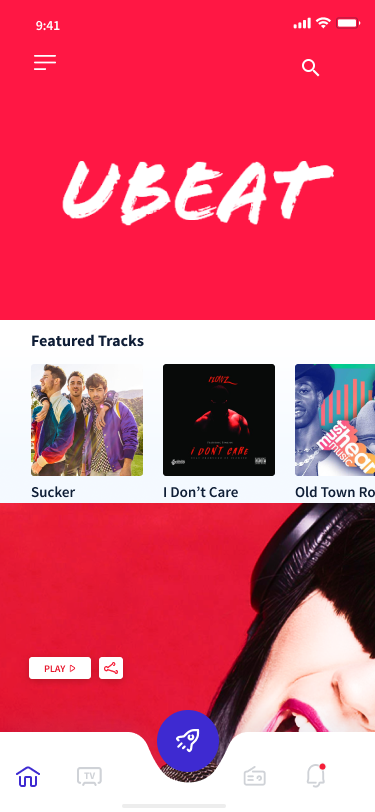 9:41
UBEAT
Featured Tracks
I DON'T CARE
must
hear
music
Sucker
I Don't Care
Old Town Ro
PLAY
TV